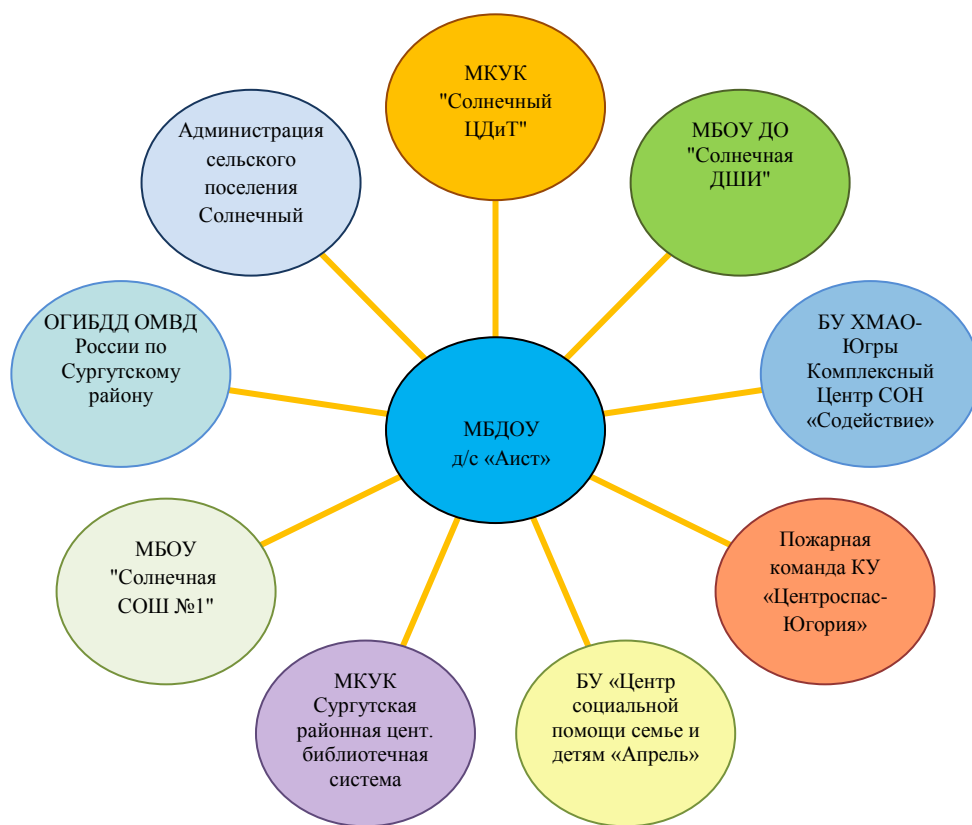 МКУК
"Солнечный
ЦДиТ"
Администрация
сельского
поселения
Солнечный
МБОУ ДО
"Солнечная
ДШИ"
ОГИБДД ОМВД
России по
Сургутскому
району
БУ ХМАО-
Югры
Комплексный
Центр СОН
«Содействие»
МБДОУ
д/с «Аист»
МБОУ
"Солнечная
СОШ №1"
Пожарная
команда КУ
«Центроспас-
Югория»
МКУК
Сургутская
районная цент.
библиотечная
система
БУ «Центр
социальной
помощи семье и
детям «Апрель»